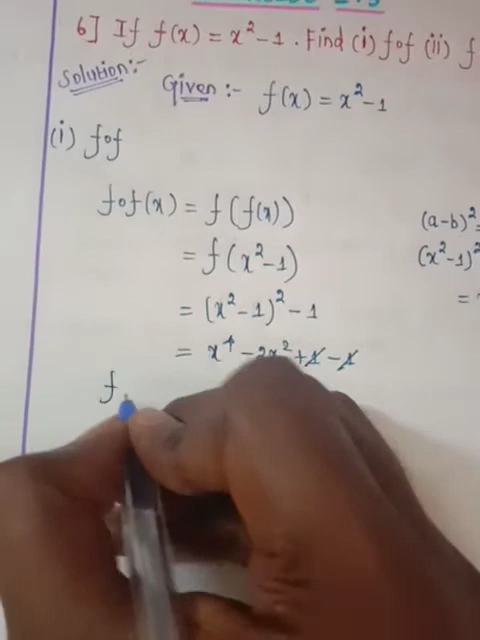 6] If f(x) = x² - 1. Find (i) fof (ii) f
Solution:-
Given :- f(x) = x² - 1
(i) fof
fof(x) = f(f(x))
= f(x² - 1)
= (x² - 1)² - 1
= x⁴ - 2x² + 1 - 1
f
(a-b)² =
(x²-1)²
=